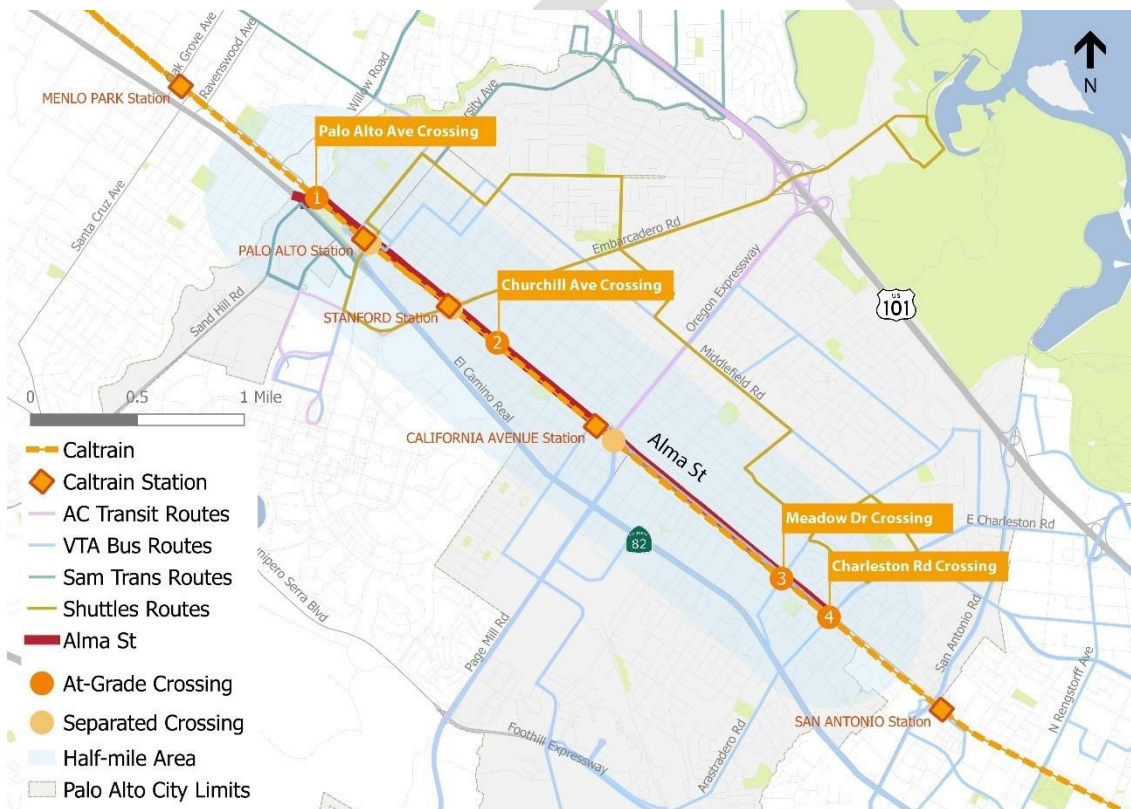 Oak Grove Ave
Ravenswood Ave
Willow Road
MENLO PARK Station
Palo Alto Ave Crossing
N
1
Santa Cruz Ave
PALO ALTO Station
Embarcadero Rd
Sand Hill Rd
Churchill Ave Crossing
Oregon Expressway
US
101
STANFORD Station
2
El Camino Real
Middlefield Rd
0 0.5 1 Mile
CALIFORNIA AVENUE Station
Alma St
Caltrain
Caltrain Station
AC Transit Routes
VTA Bus Routes
Sam Trans Routes
Shuttles Routes
Alma St
At-Grade Crossing
Separated Crossing
Half-mile Area
Palo Alto City Limits
Meadow Dr Crossing
E Charleston Rd
82
Charleston Rd Crossing
3
4
Page Mill Rd
San Antonio Rd
N Rengstorff Ave
SAN ANTONIO Station
Foothill Expressway
Arastradero Rd
Serra Blvd